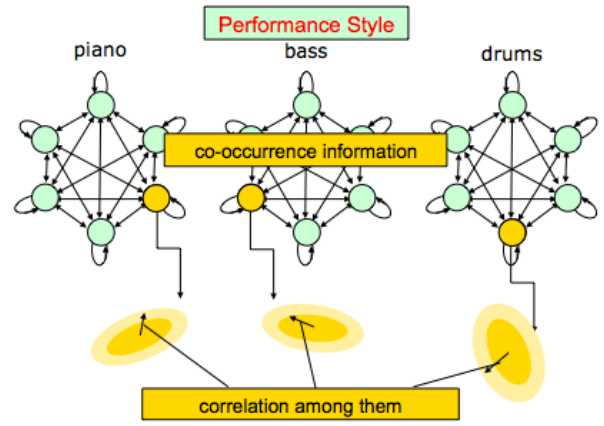 Performance Style
piano
bass
drums
co-occurrence information
correlation among them